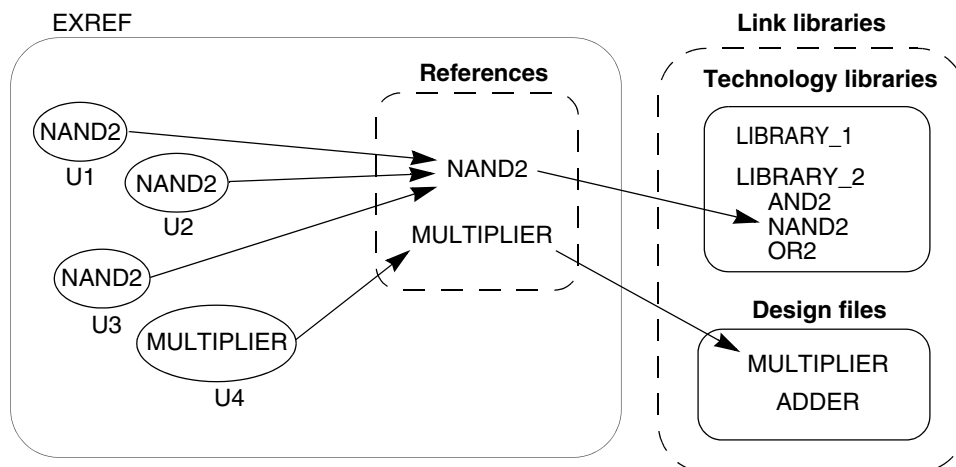 EXREF
Link libraries
References
Technology libraries
NAND2
U1
NAND2
U2
NAND2
U3
MULTIPLIER
U4
NAND2
MULTIPLIER
LIBRARY_1
LIBRARY_2
AND2
NAND2
OR2
Design files
MULTIPLIER
ADDER